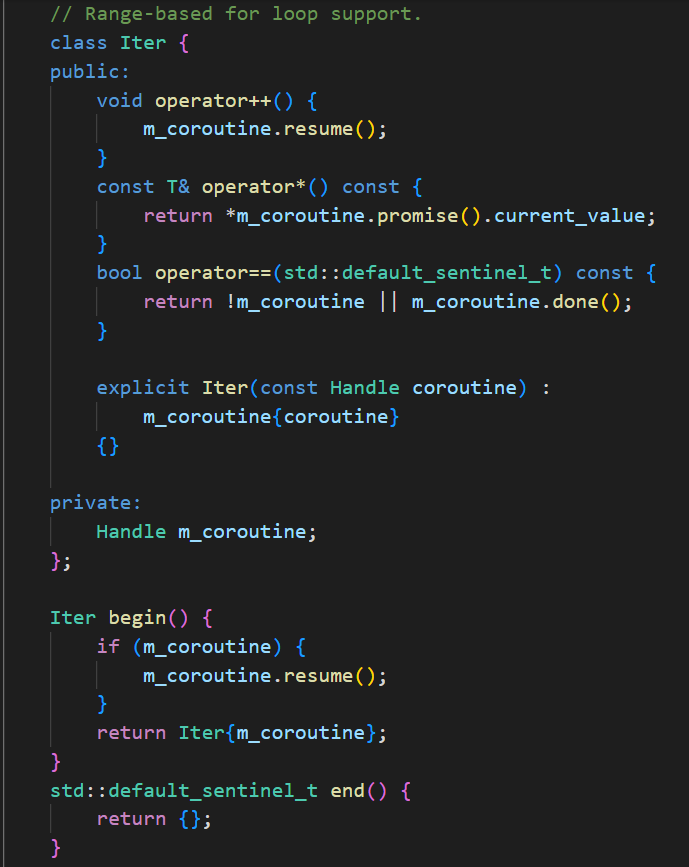 // Range-based for loop support.
class Iter {
public:
    void operator++() {
        m_coroutine.resume();
    }
    const T& operator*() const {
        return *m_coroutine.promise().current_value;
    }
    bool operator==(std::default_sentinel_t) const {
        return !m_coroutine || m_coroutine.done();
    }

    explicit Iter(const Handle coroutine) :
        m_coroutine{coroutine}
    {}

private:
    Handle m_coroutine;
};

Iter begin() {
    if (m_coroutine) {
        m_coroutine.resume();
    }
    return Iter{m_coroutine};
}
std::default_sentinel_t end() {
    return {};
}